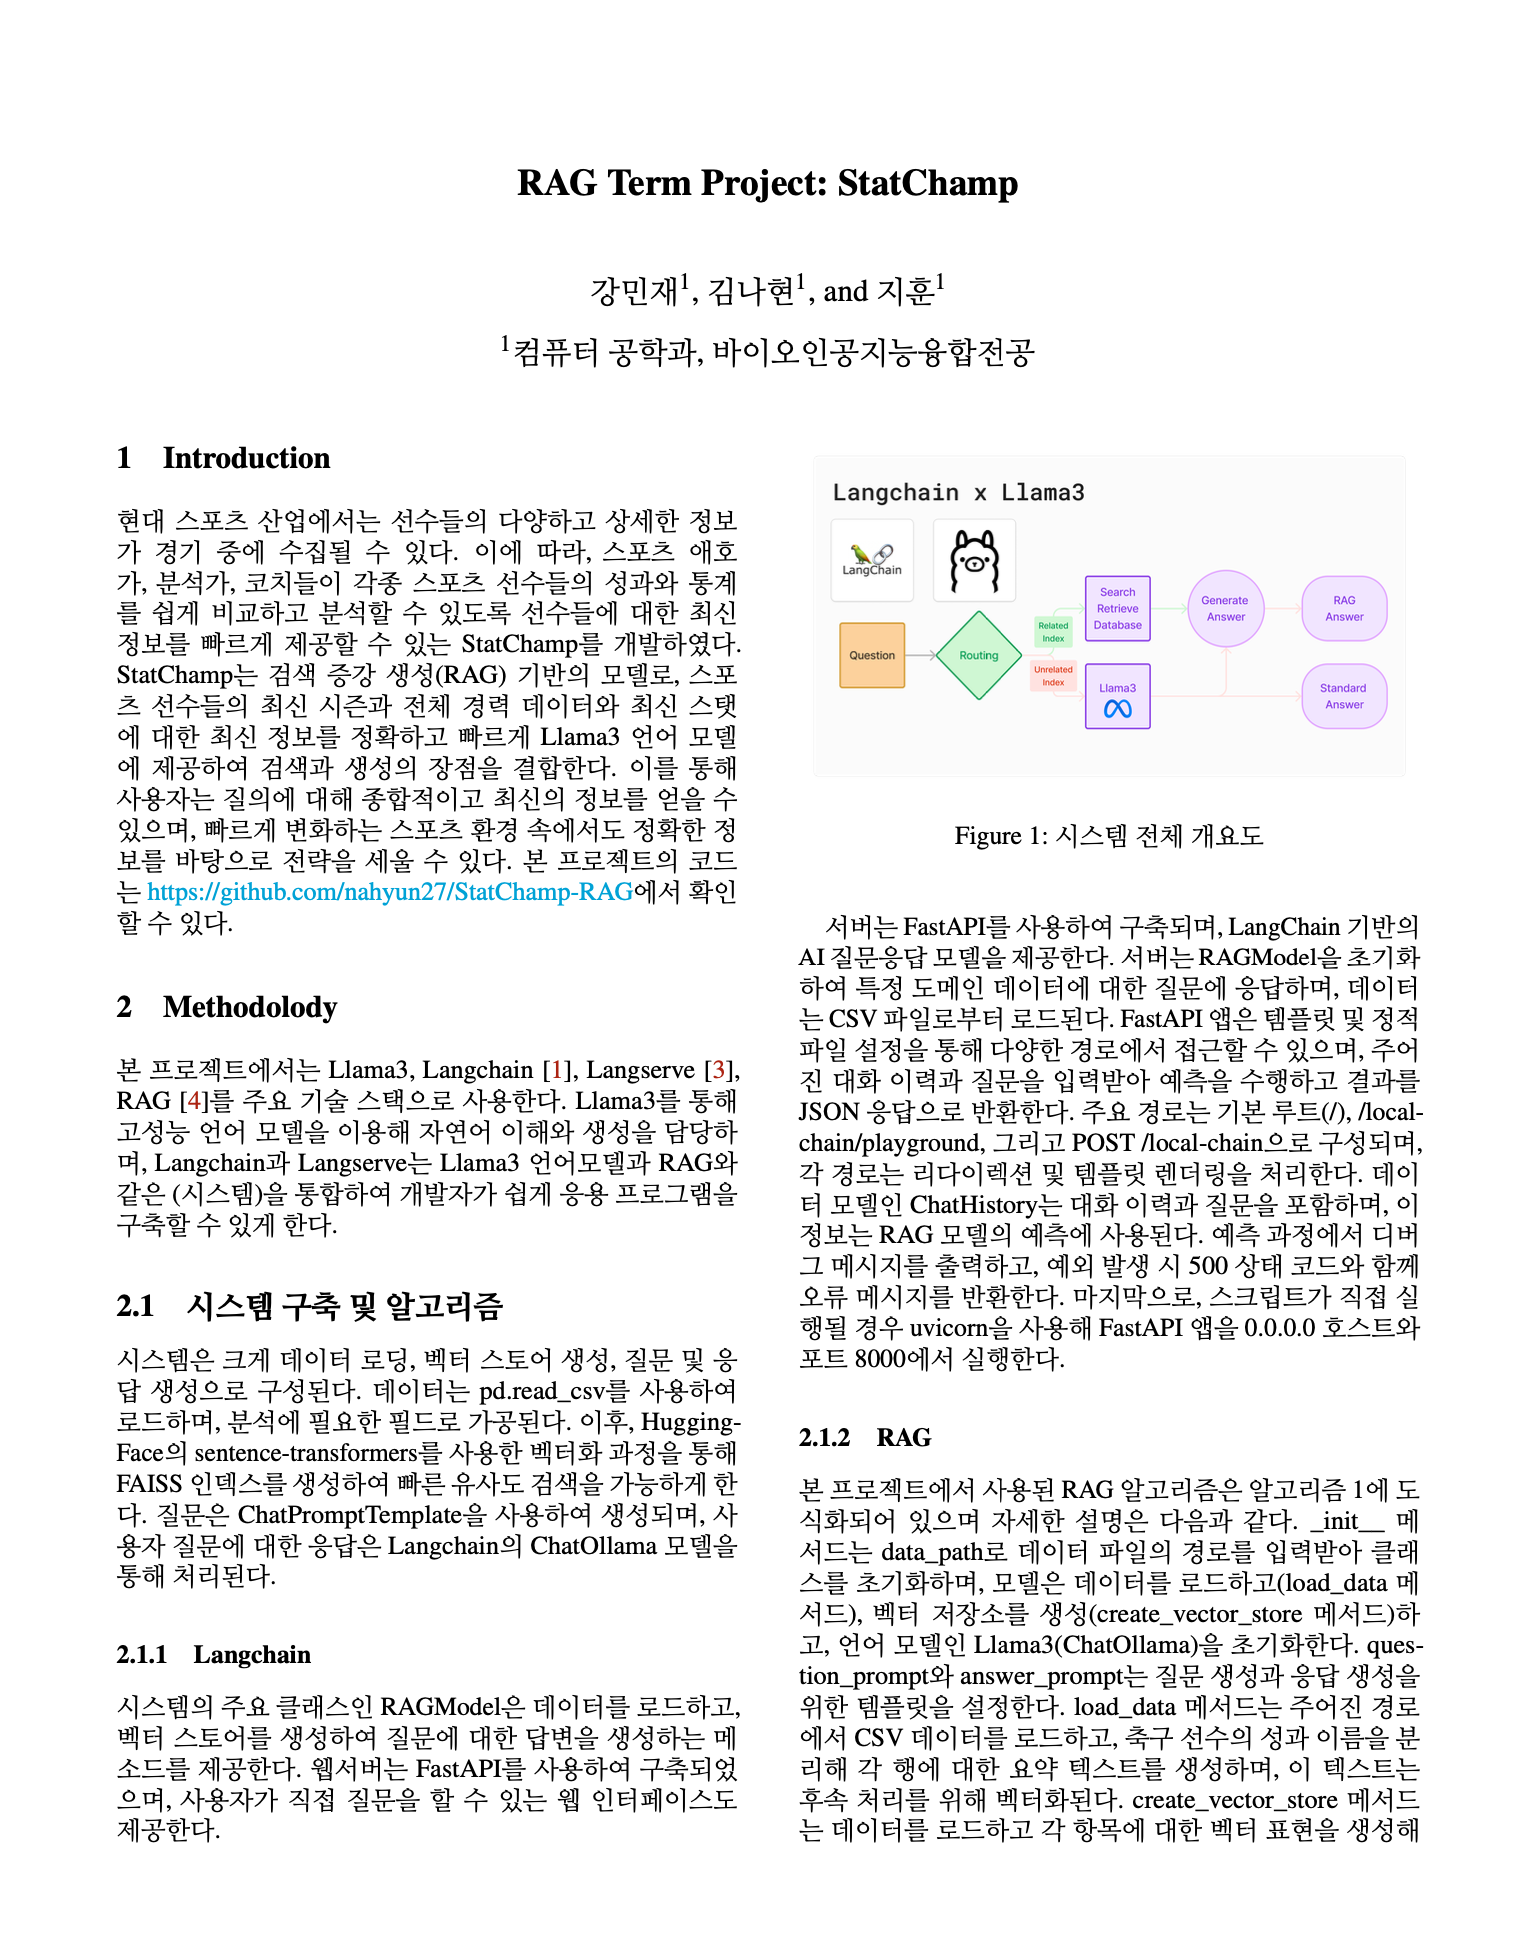 RAG Term Project: StatChamp
강민재1, 김나현1, and 지훈1
1컴퓨터 공학과, 바이오인공지능융합전공
1 Introduction
현대 스포츠 산업에서는 선수들의 다양하고 상세한 정보
가 경기 중에 수집될 수 있다. 이에 따라, 스포츠 애호
가, 분석가, 코치들이 각종 스포츠 선수들의 성과와 통계
를 쉽게 비교하고 분석할 수 있도록 선수들에 대한 최신
정보를 빠르게 제공할 수 있는 StatChamp를 개발하였다.
StatChamp는 검색 증강 생성(RAG) 기반의 모델로, 스포
츠 선수들의 최신 시즌과 전체 경력 데이터와 최신 스탯
에 대한 최신 정보를 정확하고 빠르게 Llama3 언어 모델
에 제공하여 검색과 생성의 장점을 결합한다. 이를 통해
사용자는 질의에 대해 종합적이고 최신의 정보를 얻을 수
있으며, 빠르게 변화하는 스포츠 환경 속에서도 정확한 정
보를 바탕으로 전략을 세울 수 있다. 본 프로젝트의 코드
는 https://github.com/nahyun27/StatChamp-RAG에서 확인
할 수 있다.
2 Methodolody
본 프로젝트에서는 Llama3, Langchain [1], Langserve [3],
RAG [4]를 주요 기술 스택으로 사용한다. Llama3를 통해
고성능 언어 모델을 이용해 자연어 이해와 생성을 담당하
며, Langchain과 Langserve는 Llama3 언어모델과 RAG와
같은 (시스템)을 통합하여 개발자가 쉽게 응용 프로그램을
구축할 수 있게 한다.
2.1 시스템 구축 및 알고리즘
시스템은 크게 데이터 로딩, 벡터 스토어 생성, 질문 및 응
답 생성으로 구성된다. 데이터는 pd.read_csv를 사용하여
로드하며, 분석에 필요한 필드로 가공된다. 이후, Hugging-
Face의 sentence-transformers를 사용한 벡터화 과정을 통해
FAISS 인덱스를 생성하여 빠른 유사도 검색을 가능하게 한
다. 질문은 ChatPromptTemplate을 사용하여 생성되며, 사
용자 질문에 대한 응답은 Langchain의 ChatOllama 모델을
통해 처리된다.
2.1.1 Langchain
시스템의 주요 클래스인 RAGModel은 데이터를 로드하고,
벡터 스토어를 생성하여 질문에 대한 답변을 생성하는 메
소드를 제공한다. 웹서버는 FastAPI를 사용하여 구축되었
으며, 사용자가 직접 질문을 할 수 있는 웹 인터페이스도
제공한다.
Langchain x Llama3
LangChain
Question
Routing
Related
Index
Unrelated
Index
Search
Retrieve
Database
Llama3
Generate
Answer
RAG
Answer
Standard
Answer
Figure 1: 시스템 전체 개요도
서버는 FastAPI를 사용하여 구축되며, LangChain 기반의
AI 질문응답 모델을 제공한다. 서버는 RAGModel을 초기화
하여 특정 도메인 데이터에 대한 질문에 응답하며, 데이터
는 CSV 파일로부터 로드된다. FastAPI 앱은 템플릿 및 정적
파일 설정을 통해 다양한 경로에서 접근할 수 있으며, 주어
진 대화 이력과 질문을 입력받아 예측을 수행하고 결과를
JSON 응답으로 반환한다. 주요 경로는 기본 루트(/), /local-
chain/playground, 그리고 POST /local-chain으로 구성되며,
각 경로는 리다이렉션 및 템플릿 렌더링을 처리한다. 데이
터 모델인 ChatHistory는 대화 이력과 질문을 포함하며, 이
정보는 RAG 모델의 예측에 사용된다. 예측 과정에서 디버
그 메시지를 출력하고, 예외 발생 시 500 상태 코드와 함께
오류 메시지를 반환한다. 마지막으로, 스크립트가 직접 실
행될 경우 uvicorn을 사용해 FastAPI 앱을 0.0.0.0 호스트와
포트 8000에서 실행한다.
2.1.2 RAG
본 프로젝트에서 사용된 RAG 알고리즘은 알고리즘 1에 도
식화되어 있으며 자세한 설명은 다음과 같다. _init__ 메
서드는 data_path로 데이터 파일의 경로를 입력받아 클래
스를 초기화하며, 모델은 데이터를 로드하고(load_data 메
서드), 벡터 저장소를 생성(create_vector_store 메서드)하
고, 언어 모델인 Llama3(ChatOllama)을 초기화한다. ques-
tion_prompt와 answer_prompt는 질문 생성과 응답 생성을
위한 템플릿을 설정한다. load_data 메서드는 주어진 경로
에서 CSV 데이터를 로드하고, 축구 선수의 성과 이름을 분
리해 각 행에 대한 요약 텍스트를 생성하며, 이 텍스트는
후속 처리를 위해 벡터화된다. create_vector_store 메서드
는 데이터를 로드하고 각 항목에 대한 벡터 표현을 생성해